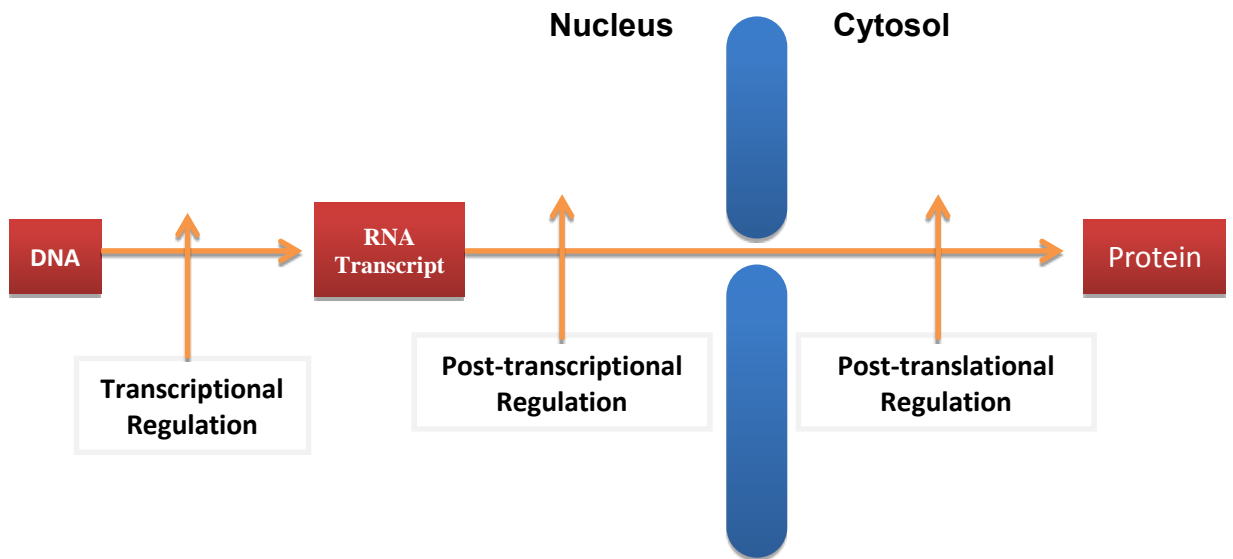 Nucleus
Cytosol
DNA
RNA
Transcript
Protein
Transcriptional
Regulation
Post-transcriptional
Regulation
Post-translational
Regulation